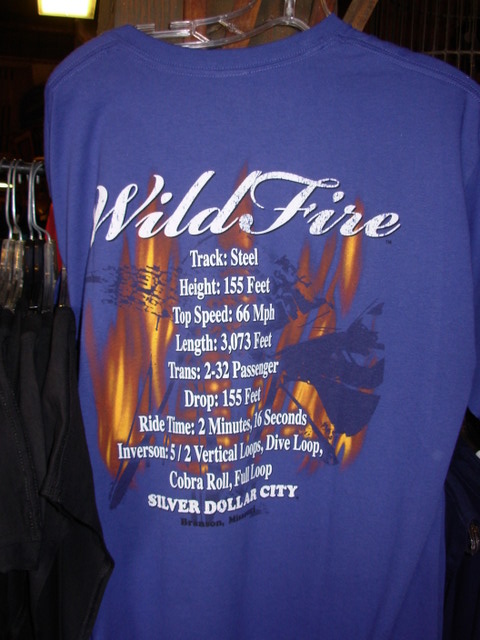 WildFire
Track: Steel
Height: 155 Feet
Top Speed: 66 Mph
Length: 3,073 Feet
Trans: 2-32 Passenger
Drop: 155 Feet
Ride Time: 2 Minutes, 16 Seconds
Inverson: 5 / 2 Vertical Loops, Dive Loop,
Cobra Roll, Full Loop
SILVER DOLLAR CITY
Branson,